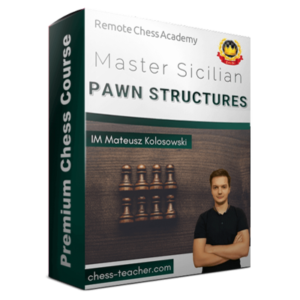 Remote Chess Academy
Master Sicilian
PAWN STRUCTURES
IM Mateusz Kolosowski
chess-teacher.com
Premium Chess Course